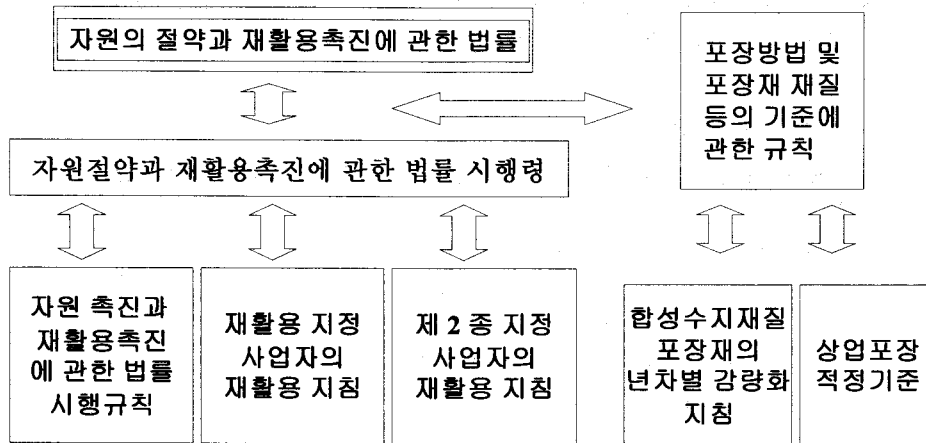 자원의 절약과 재활용촉진에 관한 법률
포장방법 및
포장재 재질
등의 기준에
관한 규칙
자원절약과 재활용촉진에 관한 법률 시행령
자원 촉진과
재활용촉진
에 관한 법률
시행규칙
재활용 지정
사업자의
재활용 지침
제 2 종 지정
사업자의
재활용 지침
합성수지재질
포장재의
년차별 감량화
지침
상업포장
적정기준